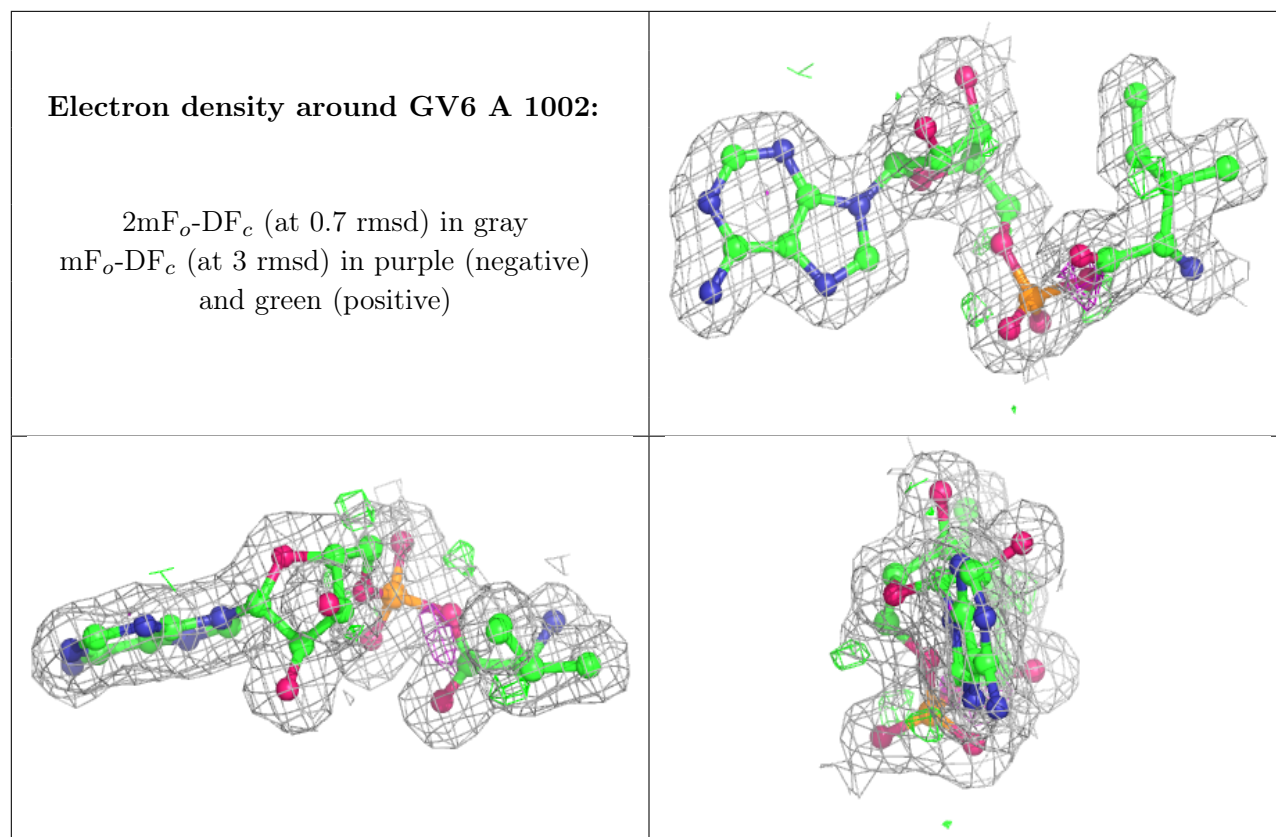 Electron density around GV6 A 1002:
2mFₒ-DF𝒸 (at 0.7 rmsd) in gray
mFₒ-DF𝒸 (at 3 rmsd) in purple (negative)
and green (positive)